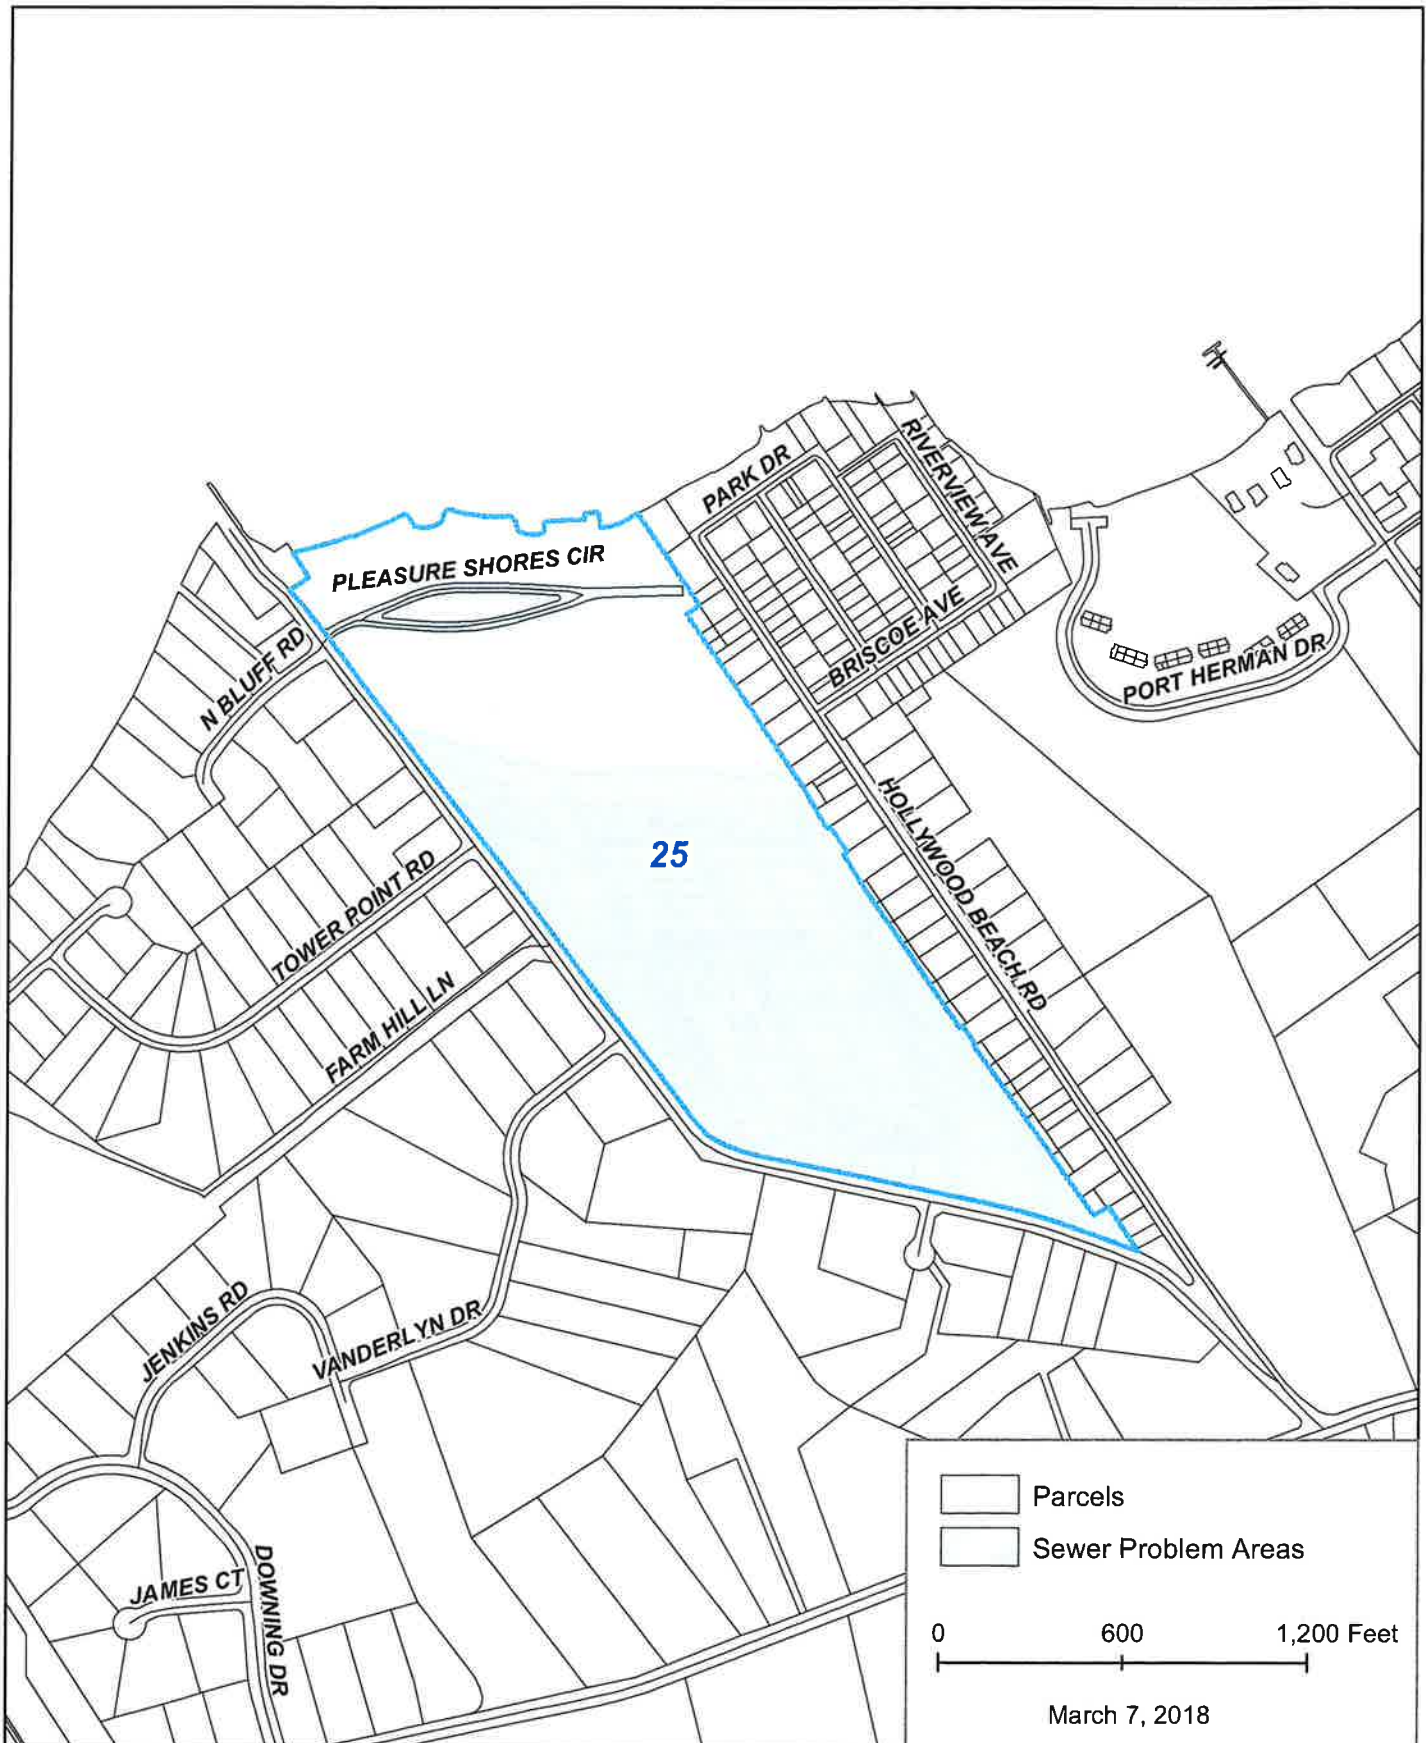 PARK DR
RIVERVIEW AVE
PLEASURE SHORES CIR
N BLUFF RD
BRISCOE AVE
PORT HERMAN DR
HOLLYWOOD BEACH RD
25
TOWER POINT RD
FARM HILL LN
JENKINS RD
VANDERLYN DR
JAMES CT
DOWNING DR
Parcels
Sewer Problem Areas
0 600 1,200 Feet
March 7, 2018